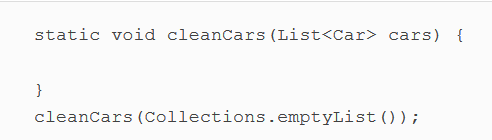 static void cleanCars(List<Car> cars) {
}
cleanCars(Collections.emptyList());